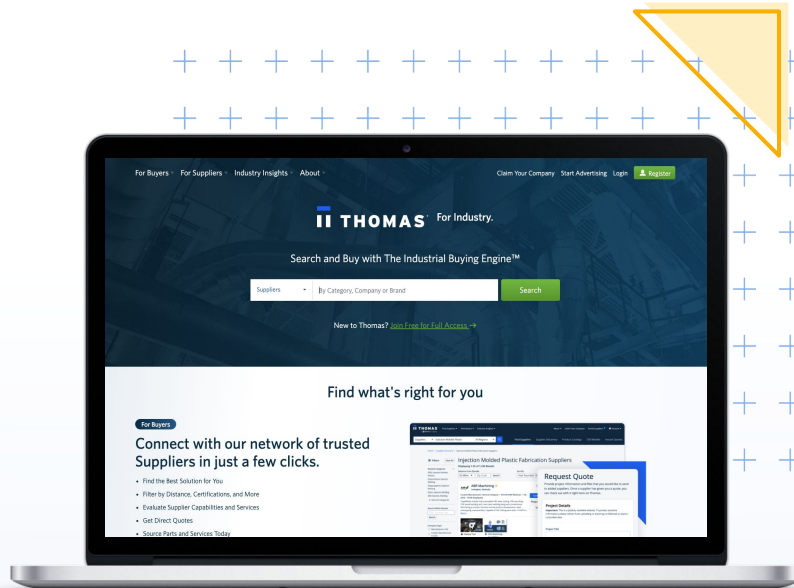 For Buyers For Suppliers Industry Insights About Claim Your Company Start Advertising Login Register
THOMAS For Industry.
Search and Buy with The Industrial Buying Engine™
Suppliers By Category, Company or Brand Search
New to Thomas? Join Free for Full Access →
Find what's right for you
For Buyers
Connect with our network of trusted
Suppliers in just a few clicks.
• Find the Best Solution for You
• Filter by Distance, Certifications, and More
• Evaluate Supplier Capabilities and Services
• Get Direct Quotes
• Source Parts and Services Today
THOMAS
Injection Molded Plastic Fabrication Suppliers
Request Quote
Project Details